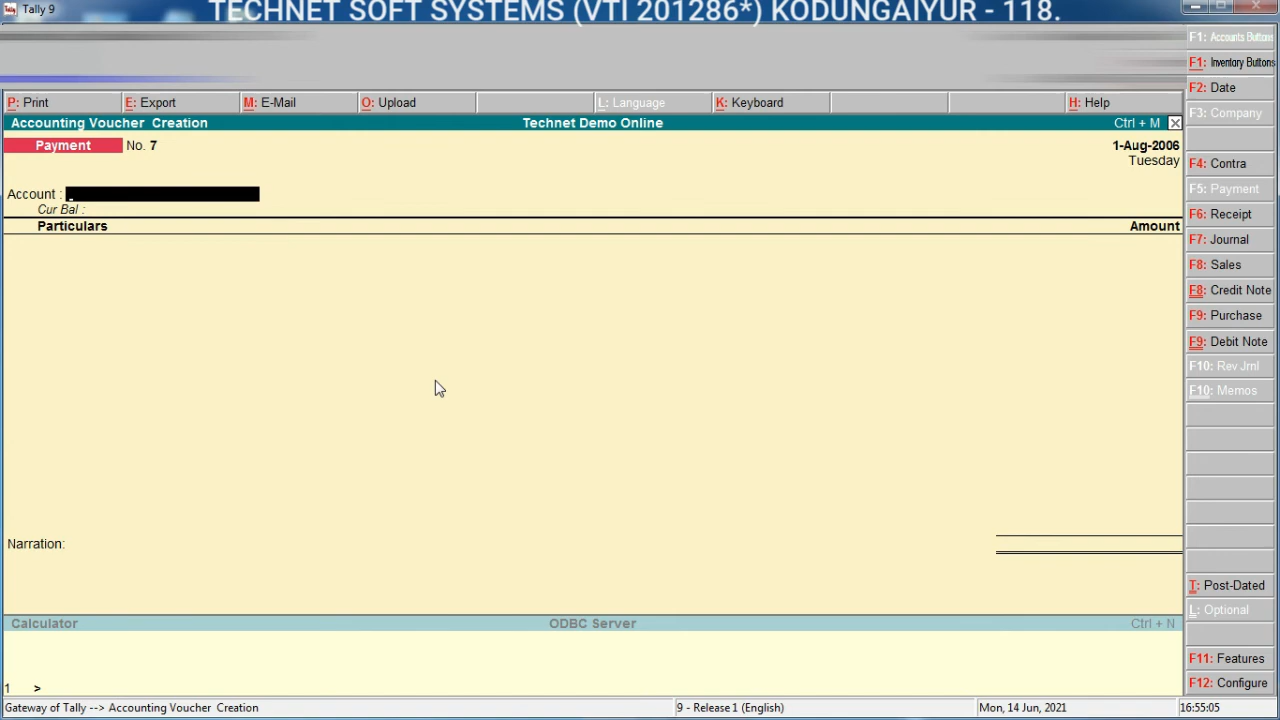 TECHNET SOFT SYSTEMS (VTI 201286*) KODUNGAIYUR - 118.
Tally 9
F1: Accounts Buttons
F1: Inventory Buttons
P: Print E: Export M: E-Mail O: Upload L: Language K: Keyboard H: Help
F2: Date
F3: Company
Accounting Voucher Creation Technet Demo Online Ctrl + M
Payment No. 7 1-Aug-2006
Tuesday
Account :
Cur Bal :
Particulars Amount
F4: Contra
F5: Payment
F6: Receipt
F7: Journal
F8: Sales
F8: Credit Note
F9: Purchase
F9: Debit Note
F10: Rev Jrnl
F10: Memos
Narration:
T: Post-Dated
L: Optional
Calculator ODBC Server Ctrl + N
F11: Features
F12: Configure
1 >
Gateway of Tally --> Accounting Voucher Creation 9 - Release 1 (English) Mon, 14 Jun, 2021 16:55:05